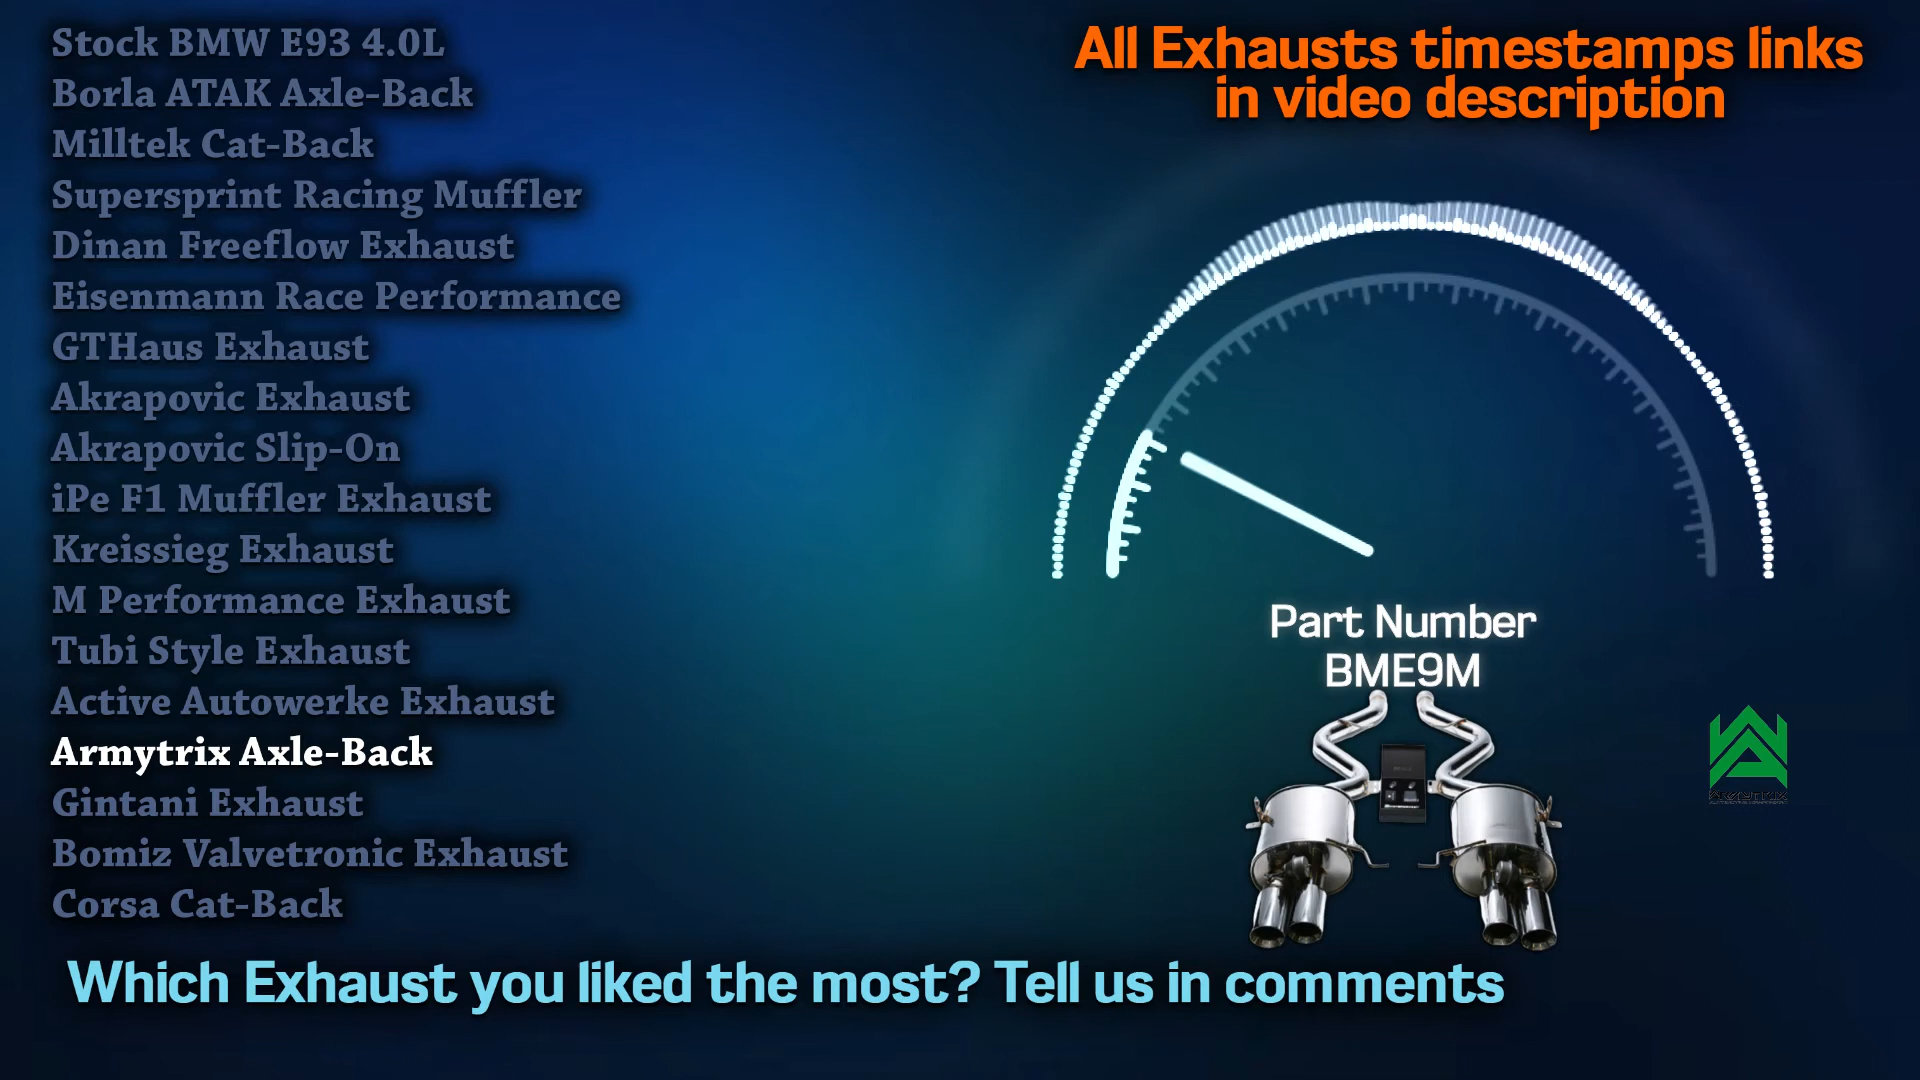 Stock BMW E93 4.0L
Borla ATAK Axle-Back
Milltek Cat-Back
Supersprint Racing Muffler
Dinan Freeflow Exhaust
Eisenmann Race Performance
GTHaus Exhaust
Akrapovic Exhaust
Akrapovic Slip-On
iPe F1 Muffler Exhaust
Kreissieg Exhaust
M Performance Exhaust
Tubi Style Exhaust
Active Autowerke Exhaust
Armytrix Axle-Back
Gintani Exhaust
Bomiz Valvetronic Exhaust
Corsa Cat-Back
All Exhausts timestamps links
in video description
Part Number
BME9M
ARMYTRIX
Which Exhaust you liked the most? Tell us in comments